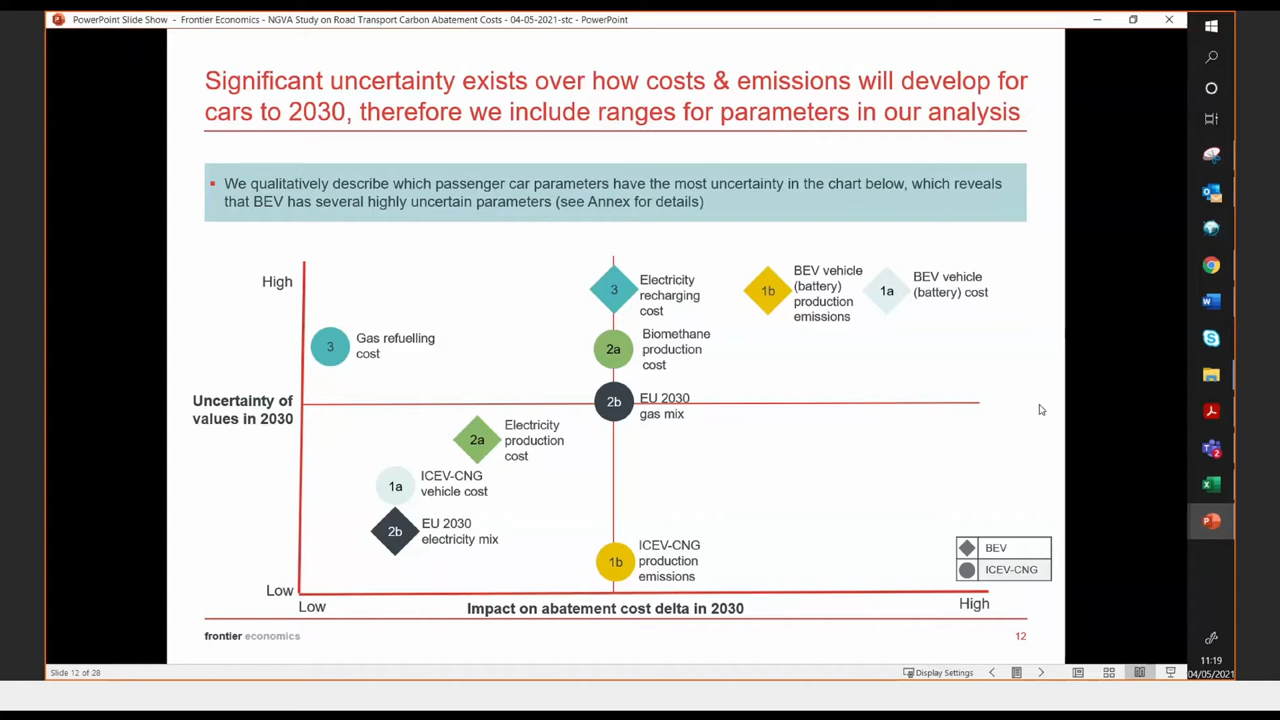 PowerPoint Slide Show - Frontier Economics - NGVA Study on Road Transport Carbon Abatement Costs - 04-05-2021-stc - PowerPoint
Significant uncertainty exists over how costs & emissions will develop for
cars to 2030, therefore we include ranges for parameters in our analysis
We qualitatively describe which passenger car parameters have the most uncertainty in the chart below, which reveals
that BEV has several highly uncertain parameters (see Annex for details)
High
Uncertainty of
values in 2030
Low
3
Gas refuelling
cost
3
Electricity
recharging
cost
1b
BEV vehicle
(battery)
production
emissions
1a
BEV vehicle
(battery) cost
2a
Biomethane
production
cost
2b
EU 2030
gas mix
2a
Electricity
production
cost
1a
ICEV-CNG
vehicle cost
2b
EU 2030
electricity mix
1b
ICEV-CNG
production
emissions
BEV
ICEV-CNG
Low
Impact on abatement cost delta in 2030
High
frontier economics
12
Slide 12 of 28
Display Settings
2
11:19
04/05/2021